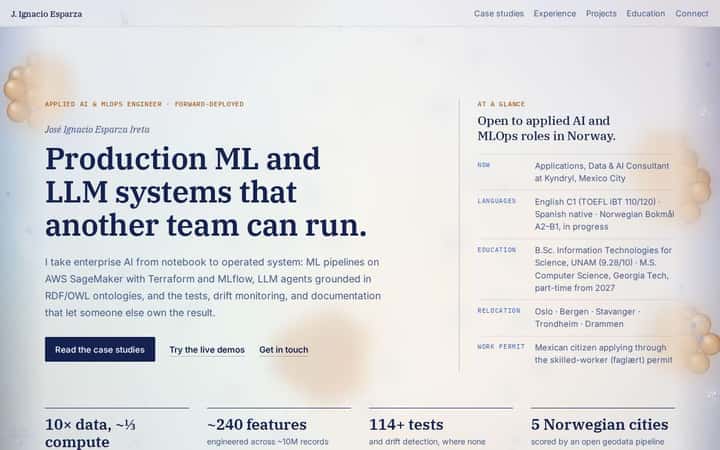 J. Ignacio Esparza
Case studies Experience Projects Education Connect
APPLIED AI & MLOPS ENGINEER · FORWARD-DEPLOYED
José Ignacio Esparza Ireta
Production ML and
LLM systems that
another team can run.
I take enterprise AI from notebook to operated system: ML pipelines on
AWS SageMaker with Terraform and MLflow, LLM agents grounded in
RDF/OWL ontologies, and the tests, drift monitoring, and documentation
that let someone else own the result.
Read the case studies Try the live demos Get in touch
AT A GLANCE
Open to applied AI and
MLOps roles in Norway.
NOW
Applications, Data & AI Consultant
at Kyndryl, Mexico City
LANGUAGES
English C1 (TOEFL iBT 110/120) ·
Spanish native · Norwegian Bokmål
A2–B1, in progress
EDUCATION
B.Sc. Information Technologies for
Science, UNAM (9.28/10) · M.S.
Computer Science, Georgia Tech,
part-time from 2027
RELOCATION
Oslo · Bergen · Stavanger ·
Trondheim · Drammen
WORK PERMIT
Mexican citizen applying through
the skilled-worker (faglært) permit
10× data, ~⅓
compute
~240 features
engineered across ~10M records
114+ tests
and drift detection, where none
5 Norwegian cities
scored by an open geodata pipeline